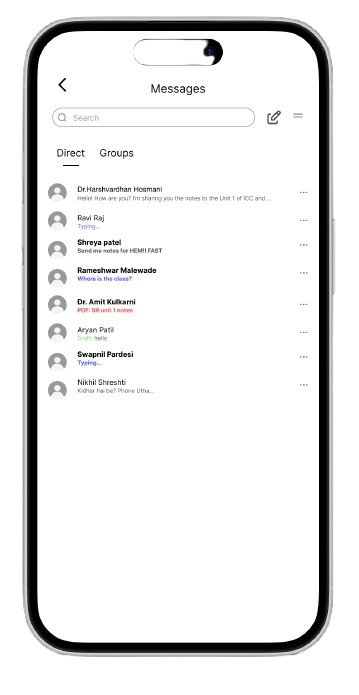 Messages
Search
Direct Groups
Dr.Harshvardhan Hosmani
Hello! How are you? I'm sharing you the notes to the Unit 1 of ICC and ...
Ravi Raj
Typing...
Shreya patel
Send me notes for HEM!! FAST
Rameshwar Malewade
Where is the class?
Dr. Amit Kulkarni
PDF: SR unit 1 notes
Aryan Patil
Draft: hello
Swapnil Pardesi
Typing...
Nikhil Shreshti
Kidhar hai be? Phone Utha...